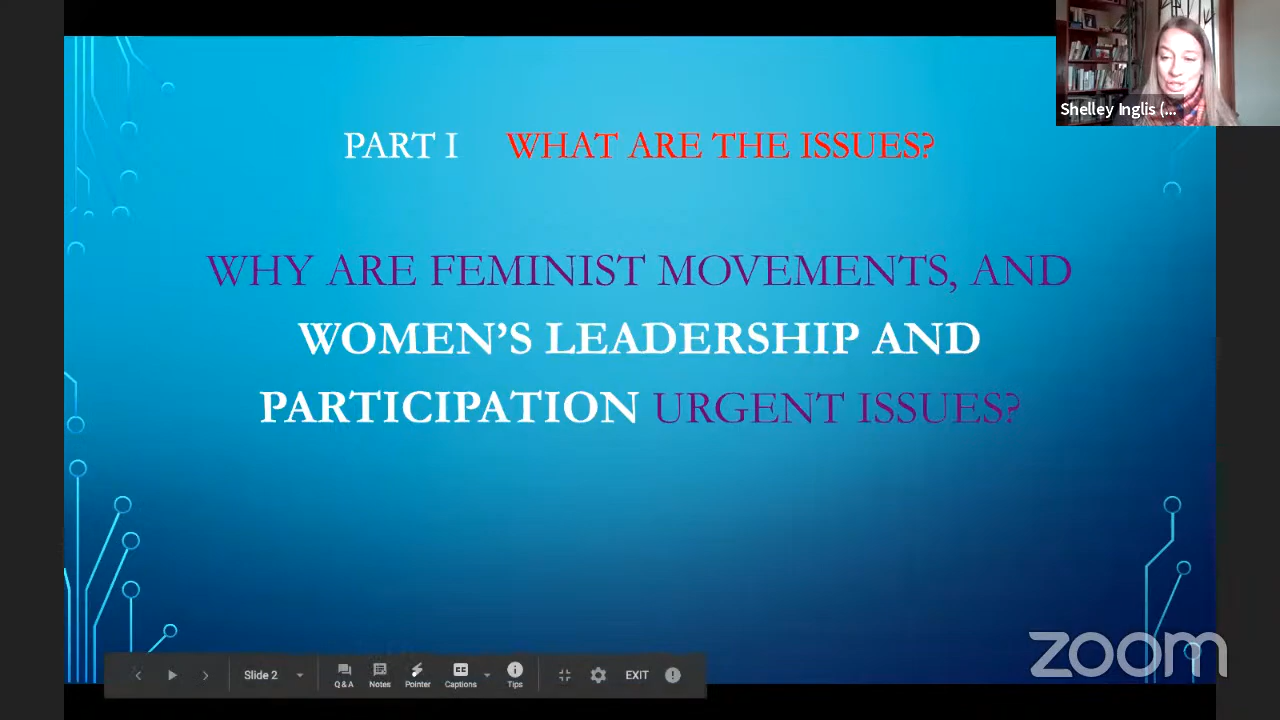 Shelley Inglis (...
PART I WHAT ARE THE ISSUES?
WHY ARE FEMINIST MOVEMENTS, AND
WOMEN'S LEADERSHIP AND
PARTICIPATION URGENT ISSUES?
zoom
Slide 2
Q&A
Notes
Pointer
CC
Captions
Tips
EXIT